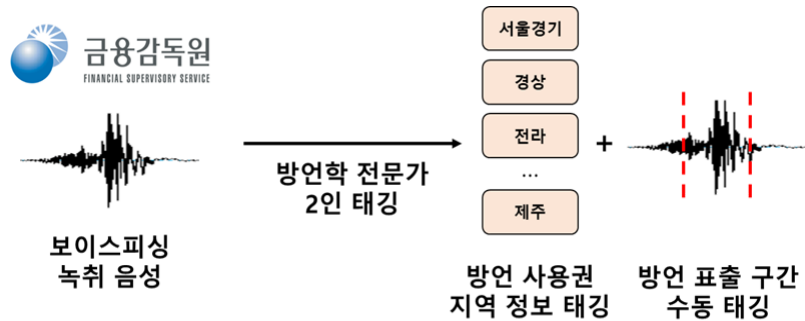 금융감독원
FINANCIAL SUPERVISORY SERVICE
보이스피싱
녹취 음성
방언학 전문가
2인 태깅
서울경기
경상
전라
...
제주
+
방언 사용권
지역 정보 태깅
방언 표출 구간
수동 태깅